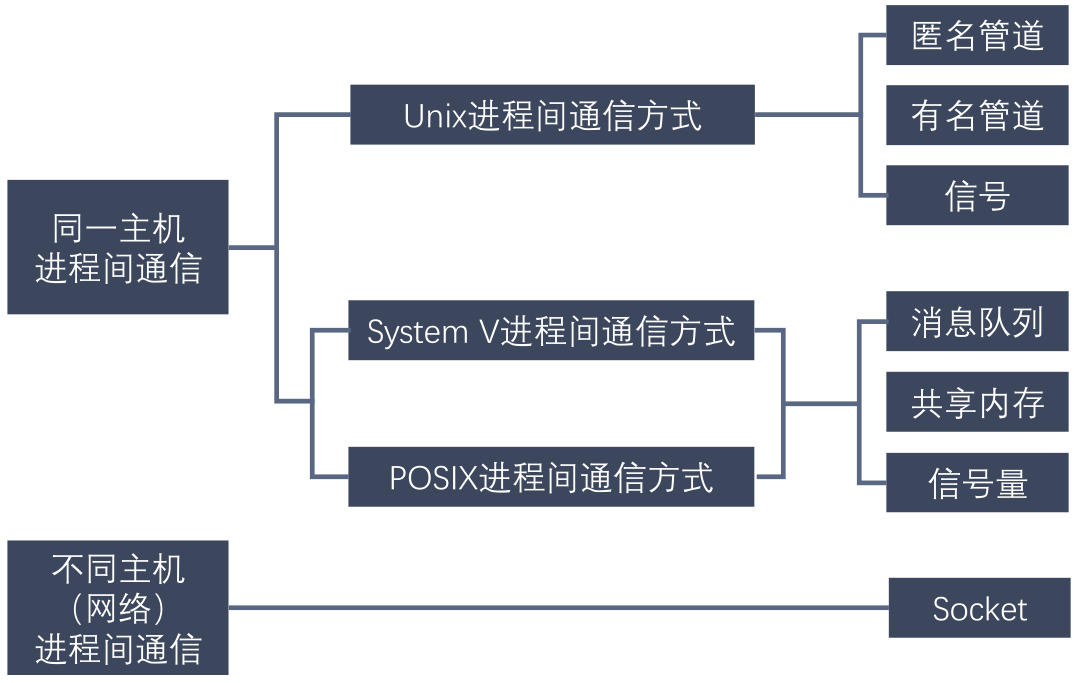 同一主机
进程间通信
Unix进程间通信方式
匿名管道
有名管道
信号
System V进程间通信方式
POSIX进程间通信方式
消息队列
共享内存
信号量
不同主机
（网络）
进程间通信
Socket